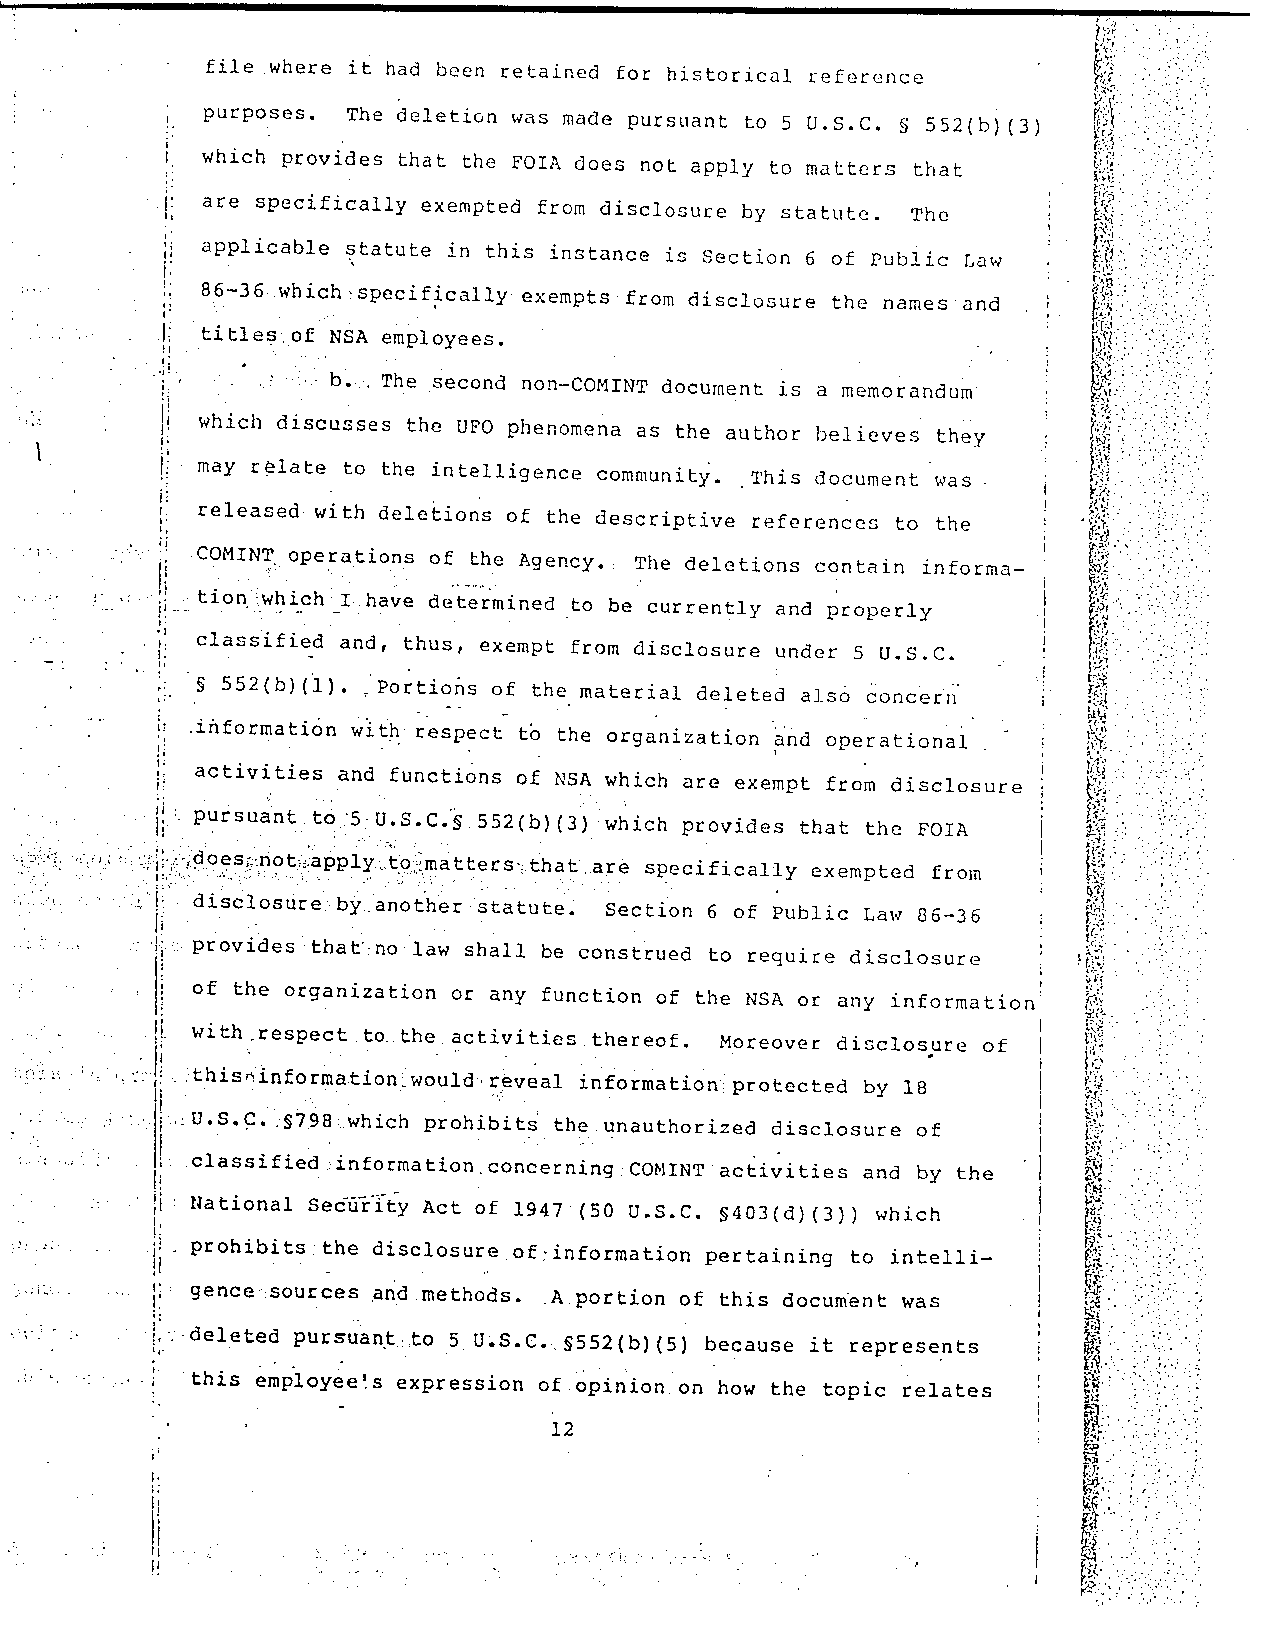 file where it had been retained for historical reference
purposes. The deletion was made pursuant to 5 U.S.C. § 552(b)(3)
which provides that the FOIA does not apply to matters that
are specifically exempted from disclosure by statute. The
applicable statute in this instance is Section 6 of Public Law
86-36 which specifically exempts from disclosure the names and
titles of NSA employees.
b. The second non-COMINT document is a memorandum
which discusses the UFO phenomena as the author believes they
may relate to the intelligence community. This document was
released with deletions of the descriptive references to the
COMINT operations of the Agency. The deletions contain informa-
tion which I have determined to be currently and properly
classified and, thus, exempt from disclosure under 5 U.S.C.
§ 552(b)(1). Portions of the material deleted also concern
information with respect to the organization and operational
activities and functions of NSA which are exempt from disclosure
pursuant to 5 U.S.C.§ 552(b)(3) which provides that the FOIA
does not apply to matters that are specifically exempted from
disclosure by another statute. Section 6 of Public Law 86-36
provides that no law shall be construed to require disclosure
of the organization or any function of the NSA or any information
with respect to the activities thereof. Moreover disclosure of
this information would reveal information protected by 18
U.S.C. §798 which prohibits the unauthorized disclosure of
classified information concerning COMINT activities and by the
National Security Act of 1947 (50 U.S.C. §403(d)(3)) which
prohibits the disclosure of information pertaining to intelli-
gence sources and methods. A portion of this document was
deleted pursuant to 5 U.S.C. §552(b)(5) because it represents
this employee's expression of opinion on how the topic relates
12